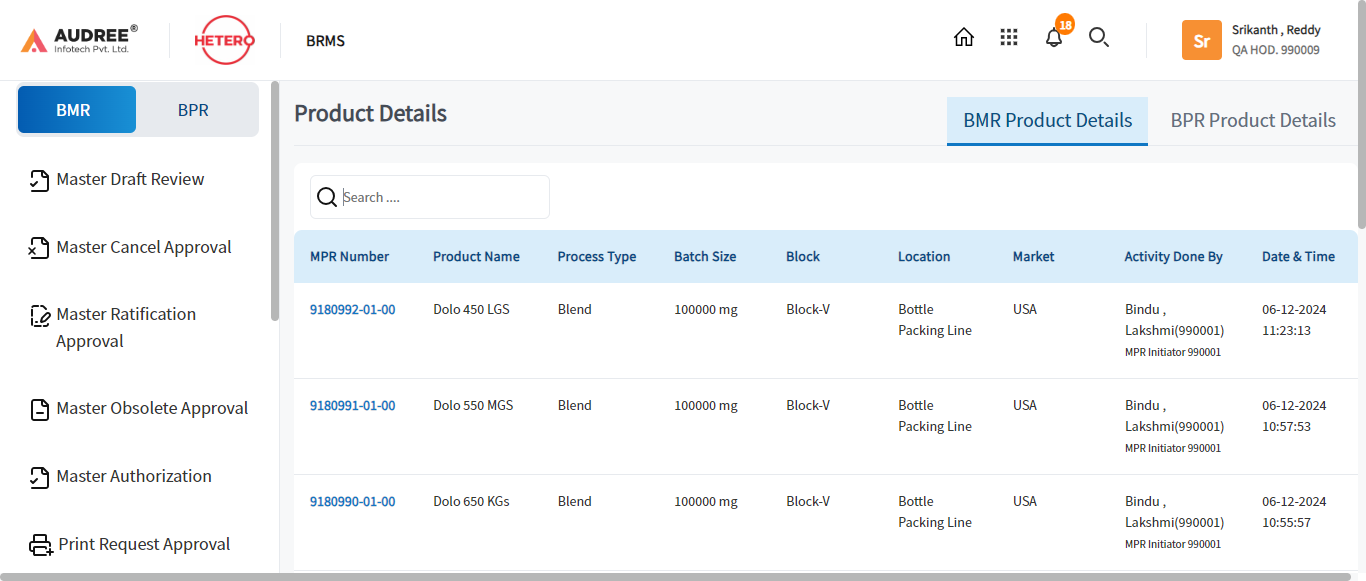 AUDREE®
Infotech Pvt. Ltd.
HETERO
BRMS
18
Sr
Srikanth , Reddy
QA HOD. 990009
BMR
BPR
Master Draft Review
Master Cancel Approval
Master Ratification
Approval
Master Obsolete Approval
Master Authorization
Print Request Approval
Product Details
BMR Product Details
BPR Product Details
Search ....
MPR Number Product Name Process Type Batch Size Block Location Market Activity Done By Date & Time
9180992-01-00 Dolo 450 LGS Blend 100000 mg Block-V Bottle USA Bindu , 06-12-2024
Packing Line Lakshmi(990001) 11:23:13
MPR Initiator 990001
9180991-01-00 Dolo 550 MGS Blend 100000 mg Block-V Bottle USA Bindu , 06-12-2024
Packing Line Lakshmi(990001) 10:57:53
MPR Initiator 990001
9180990-01-00 Dolo 650 KGs Blend 100000 mg Block-V Bottle USA Bindu , 06-12-2024
Packing Line Lakshmi(990001) 10:55:57
MPR Initiator 990001